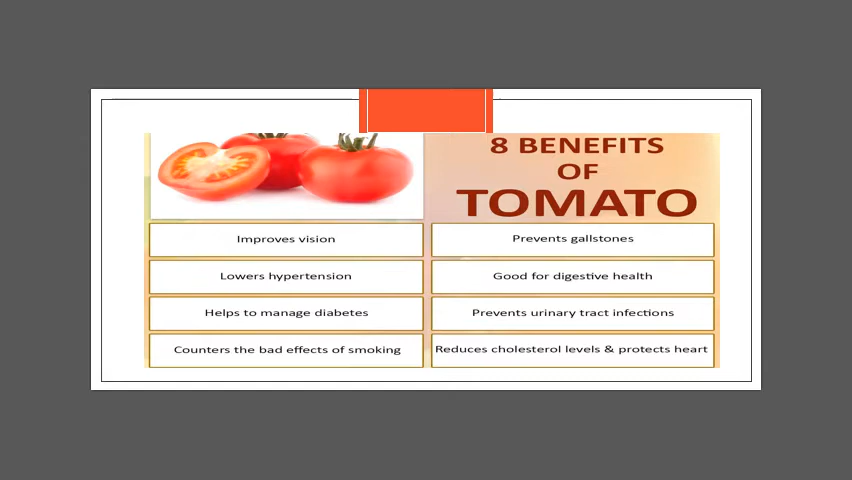 8 BENEFITS
OF
TOMATO
Improves vision
Prevents gallstones
Lowers hypertension
Good for digestive health
Helps to manage diabetes
Prevents urinary tract infections
Counters the bad effects of smoking
Reduces cholesterol levels & protects heart